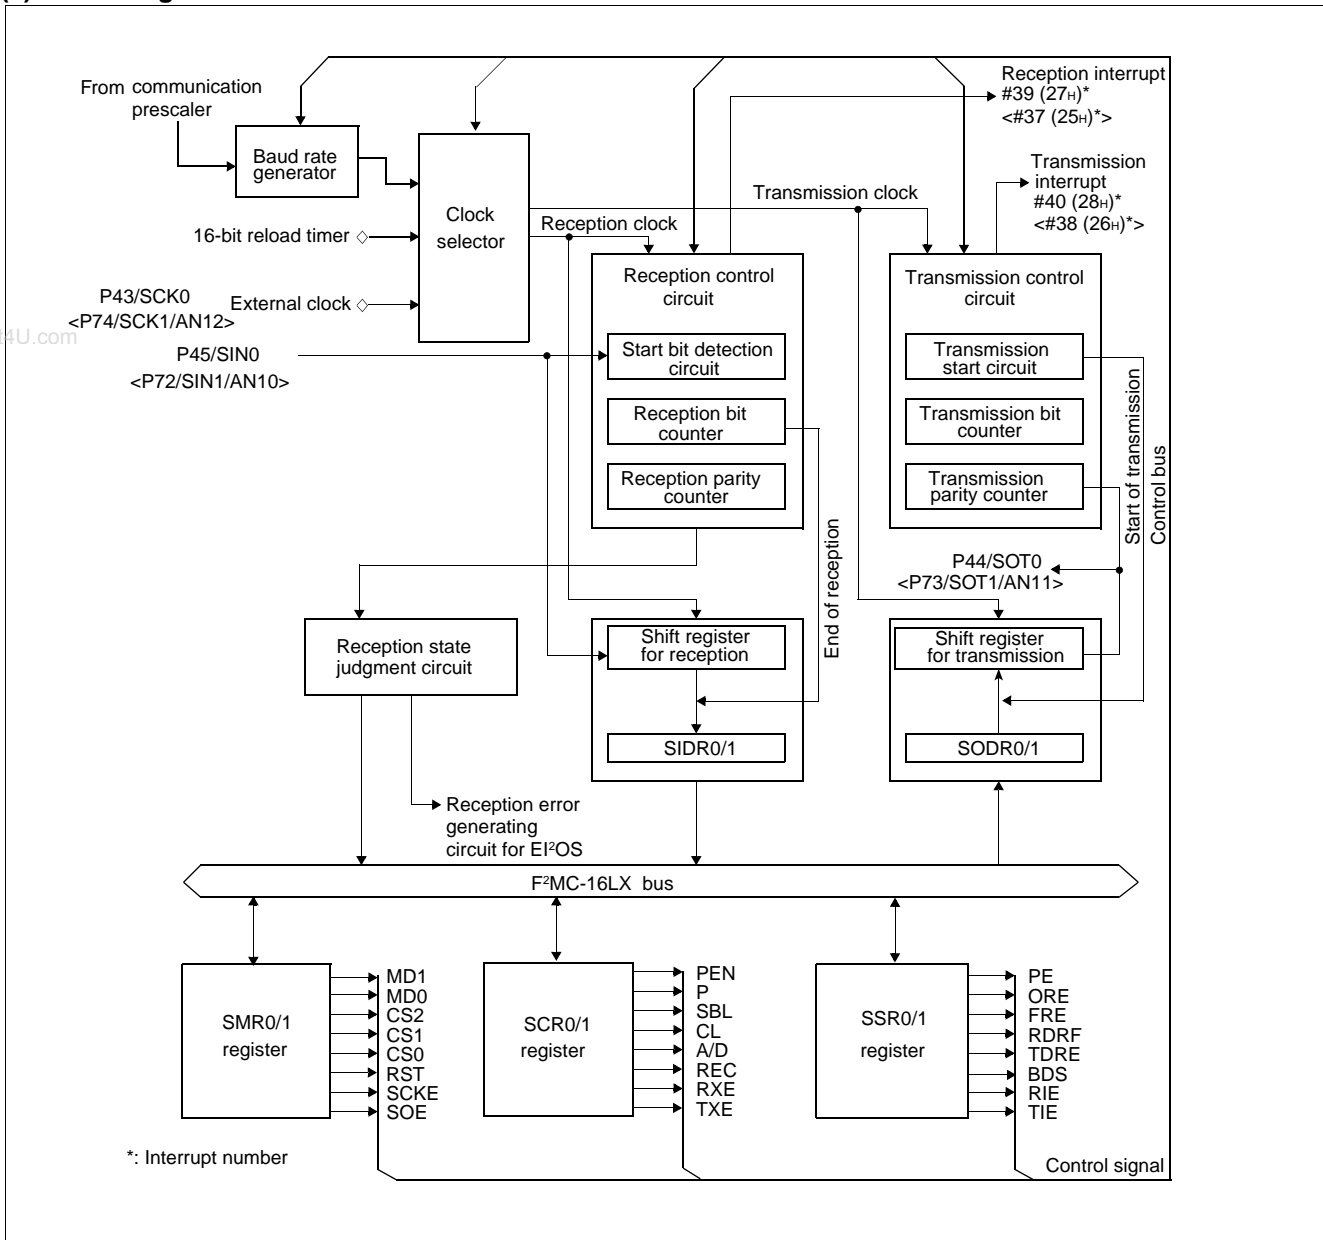 From communication
prescaler
Baud rate
generator
Clock
selector
16-bit reload timer
P43/SCK0
<P74/SCK1/AN12>
External clock
t4U.com
P45/SIN0
<P72/SIN1/AN10>
Reception clock
Transmission clock
Reception interrupt
#39 (27H)*
<#37 (25H)*>
Transmission
interrupt
#40 (28H)*
<#38 (26H)*>
Reception control
circuit
Start bit detection
circuit
Reception bit
counter
Reception parity
counter
Transmission control
circuit
Transmission
start circuit
Transmission bit
counter
Transmission
parity counter
Start of transmission
Control bus
End of reception
P44/SOT0
<P73/SOT1/AN11>
Reception state
judgment circuit
Shift register
for reception
SIDR0/1
Shift register
for transmission
SODR0/1
Reception error
generating
circuit for EI²OS
F²MC-16LX bus
SMR0/1
register
MD1
MD0
CS2
CS1
CS0
RST
SCKE
SOE
SCR0/1
register
PEN
P
SBL
CL
A/D
REC
RXE
TXE
SSR0/1
register
PE
ORE
FRE
RDRF
TDRE
BDS
RIE
TIE
*: Interrupt number
Control signal